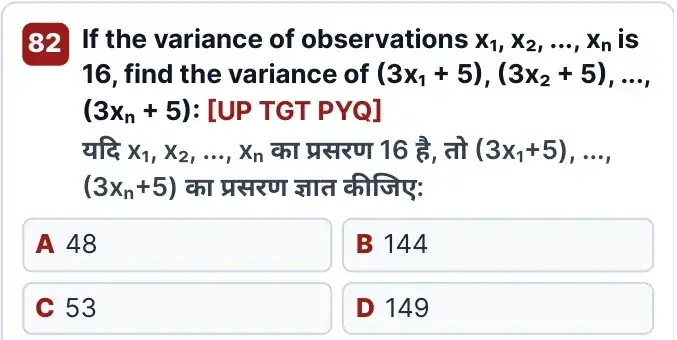 82 If the variance of observations x₁, x₂, ..., xₙ is
16, find the variance of (3x₁ + 5), (3x₂ + 5), ...,
(3xₙ + 5): [UP TGT PYQ]
यदि x₁, x₂, ..., xₙ का प्रसरण 16 है, तो (3x₁+5), ...,
(3xₙ+5) का प्रसरण ज्ञात कीजिए:
A 48 B 144
C 53 D 149